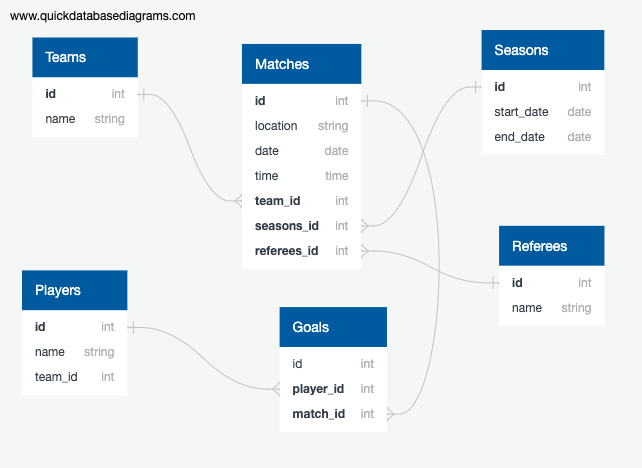 www.quickdatabasediagrams.com
Teams
id int
name string
Matches
id int
location string
date date
time time
team_id int
seasons_id int
referees_id int
Seasons
id int
start_date date
end_date date
Referees
id int
name string
Players
id int
name string
team_id int
Goals
id int
player_id int
match_id int